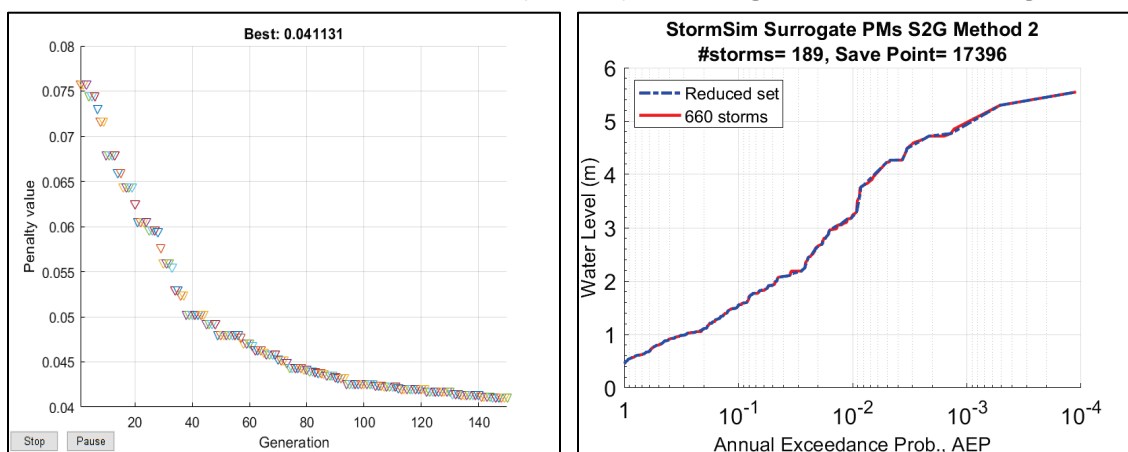 Best: 0.041131
0.08
0.075
0.07
0.065
0.06
0.055
0.05
0.045
0.04
Penalty value
20
40
60
80
100
120
140
Generation
Stop
Pause
StormSim Surrogate PMs S2G Method 2
#storms= 189, Save Point= 17396
6
5
4
3
2
1
0
Water Level (m)
Reduced set
660 storms
1
10^-1
10^-2
10^-3
10^-4
Annual Exceedance Prob., AEP